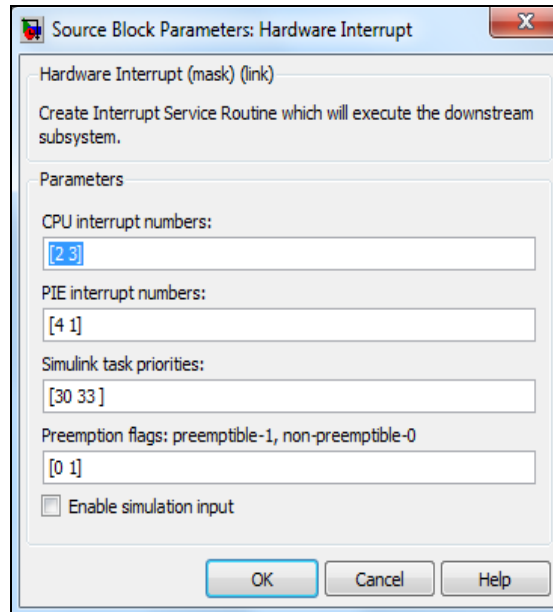 Source Block Parameters: Hardware Interrupt
Hardware Interrupt (mask) (link)
Create Interrupt Service Routine which will execute the downstream
subsystem.
Parameters
CPU interrupt numbers:
[2 3]
PIE interrupt numbers:
[4 1]
Simulink task priorities:
[30 33 ]
Preemption flags: preemptible-1, non-preemptible-0
[0 1]
Enable simulation input
OK Cancel Help